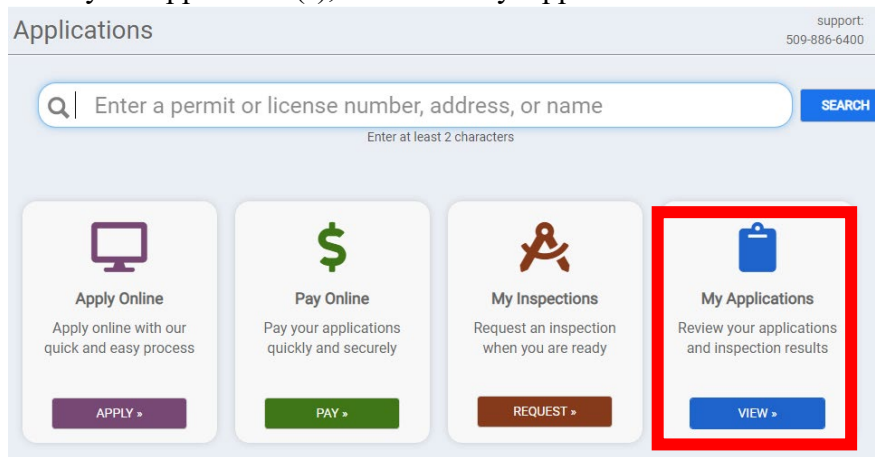 Applications
support:
509-886-6400
Enter a permit or license number, address, or name
SEARCH
Enter at least 2 characters
Apply Online
Apply online with our
quick and easy process
APPLY »
Pay Online
Pay your applications
quickly and securely
PAY »
My Inspections
Request an inspection
when you are ready
REQUEST »
My Applications
Review your applications
and inspection results
VIEW »